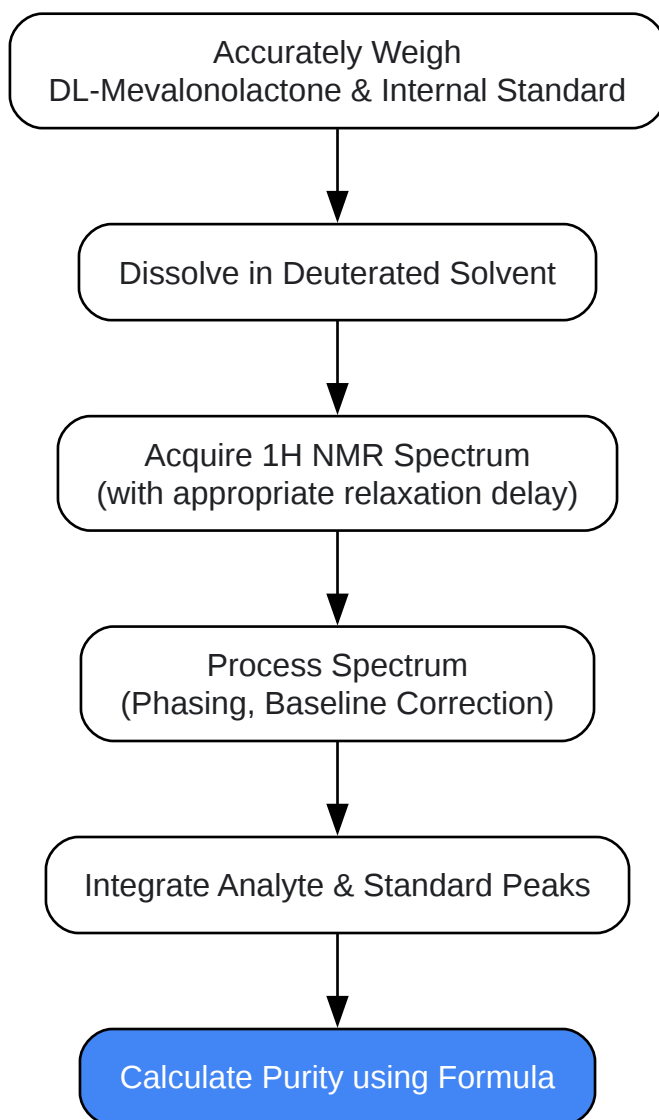 Accurately Weigh
DL-Mevalonolactone & Internal Standard
Dissolve in Deuterated Solvent
Acquire 1H NMR Spectrum
(with appropriate relaxation delay)
Process Spectrum
(Phasing, Baseline Correction)
Integrate Analyte & Standard Peaks
Calculate Purity using Formula